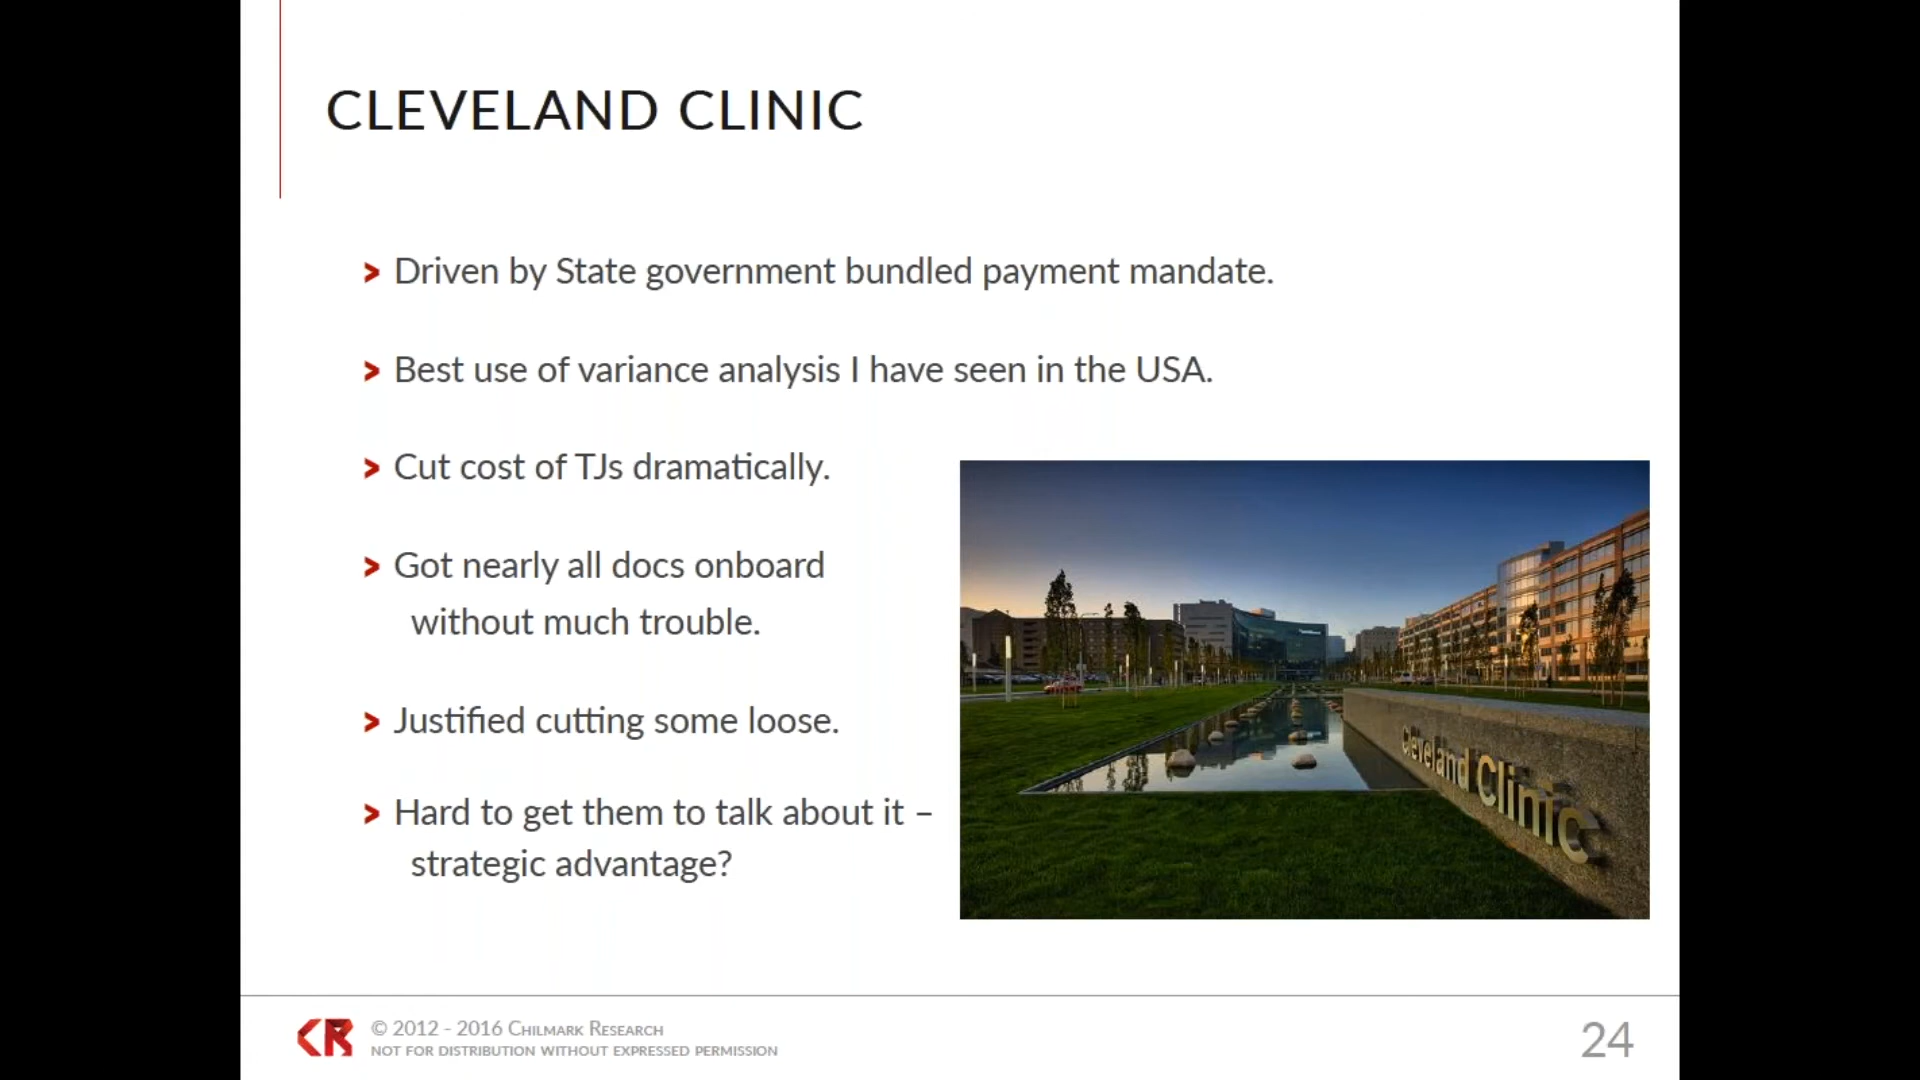 CLEVELAND CLINIC
> Driven by State government bundled payment mandate.
> Best use of variance analysis I have seen in the USA.
> Cut cost of TJs dramatically.
> Got nearly all docs onboard
without much trouble.
> Justified cutting some loose.
> Hard to get them to talk about it –
strategic advantage?
Cleveland Clinic
CR
© 2012 - 2016 CHILMARK RESEARCH
NOT FOR DISTRIBUTION WITHOUT EXPRESSED PERMISSION
24